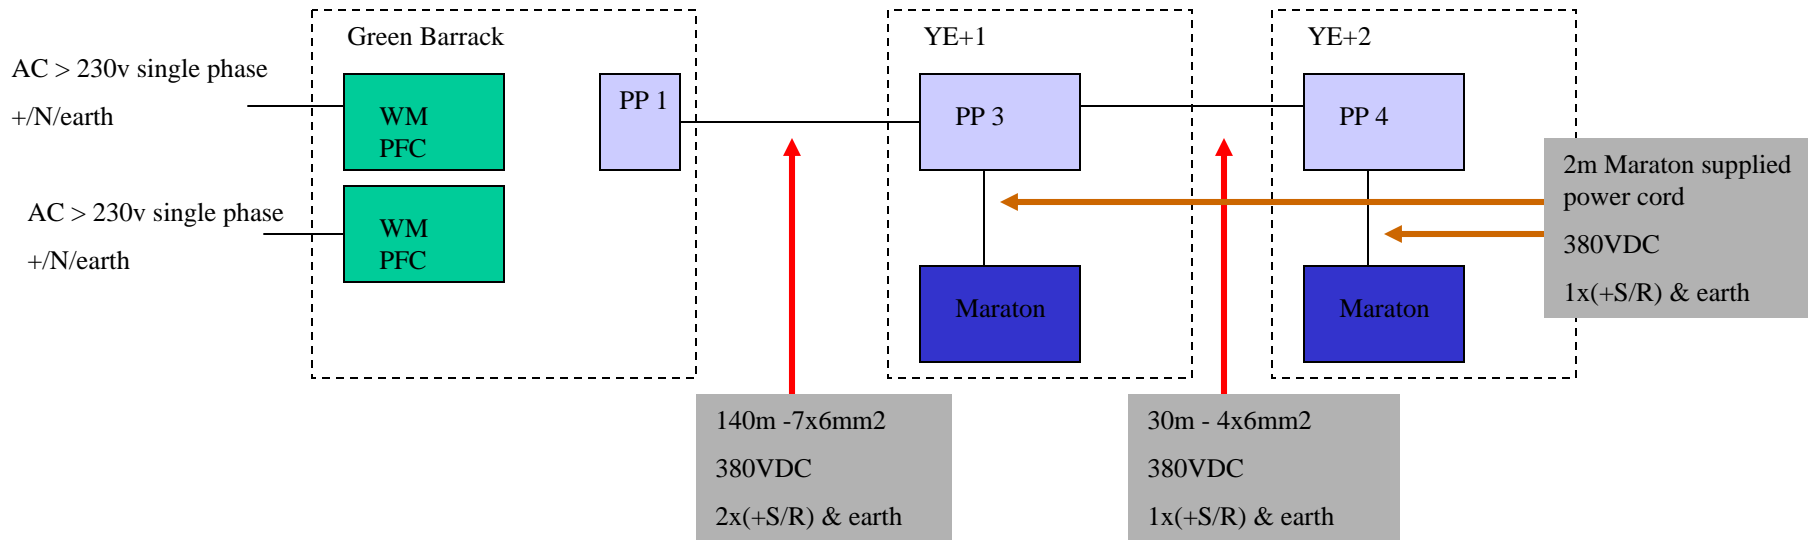 Green Barrack
YE+1
YE+2
AC > 230v single phase
+/N/earth
WM
PFC
PP 1
PP 3
PP 4
AC > 230v single phase
+/N/earth
WM
PFC
Maraton
Maraton
2m Maraton supplied
power cord
380VDC
1x(+S/R) & earth
140m -7x6mm2
380VDC
2x(+S/R) & earth
30m - 4x6mm2
380VDC
1x(+S/R) & earth